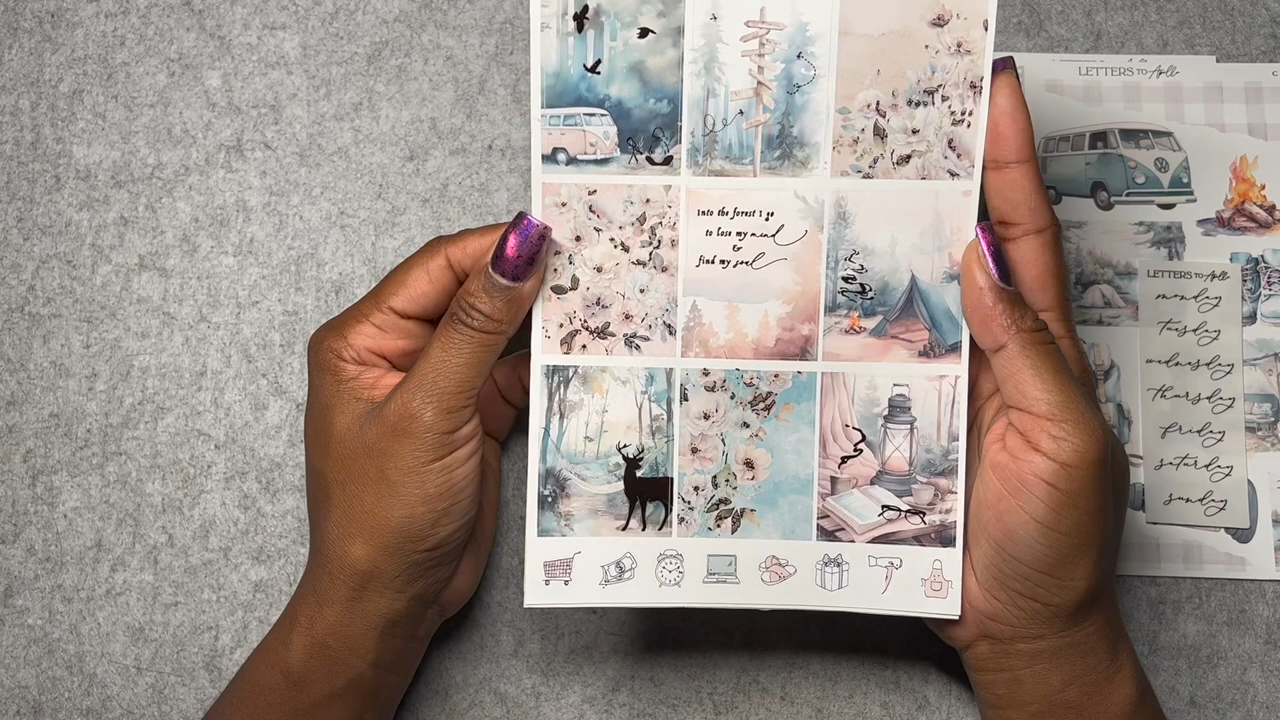 LETTERS TO Apollo
Into the forest I go
to lose my mind
&
find my soul
LETTERS TO Apollo
monday
tuesday
wednesday
thursday
friday
saturday
sunday